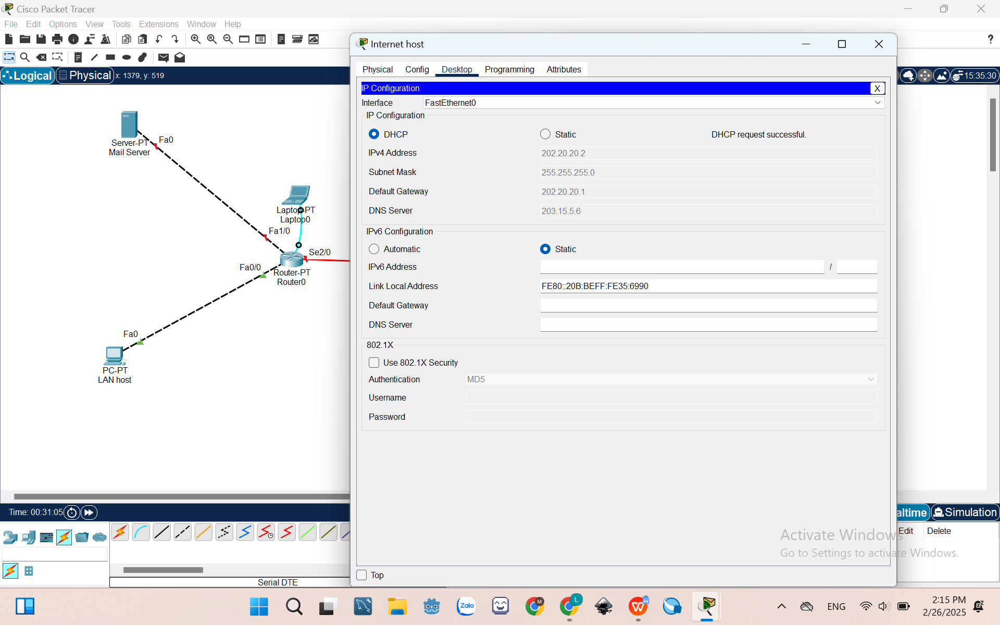 Cisco Packet Tracer
File Edit Options View Tools Extensions Window Help
Logical Physical x: 1379, y: 519
15:35:30
Server-PT
Mail Server
Fa0
Laptop-PT
Laptop0
Fa1/0
Se2/0
Fa0/0
Router-PT
Router0
Fa0
PC-PT
LAN host
Internet host
Physical Config Desktop Programming Attributes
IP Configuration X
Interface FastEthernet0
IP Configuration
DHCP Static DHCP request successful.
IPv4 Address 202.20.20.2
Subnet Mask 255.255.255.0
Default Gateway 202.20.20.1
DNS Server 203.15.5.6
IPv6 Configuration
Automatic Static
IPv6 Address /
Link Local Address FE80::20B:BEFF:FE35:6990
Default Gateway
DNS Server
802.1X
Use 802.1X Security
Authentication MD5
Username
Password
Top
Time: 00:31:05
altime Simulation
Edit Delete
Activate Windows
Go to Settings to activate Windows.
Serial DTE
Zalo
M
L
W
ENG
2:15 PM
2/26/2025